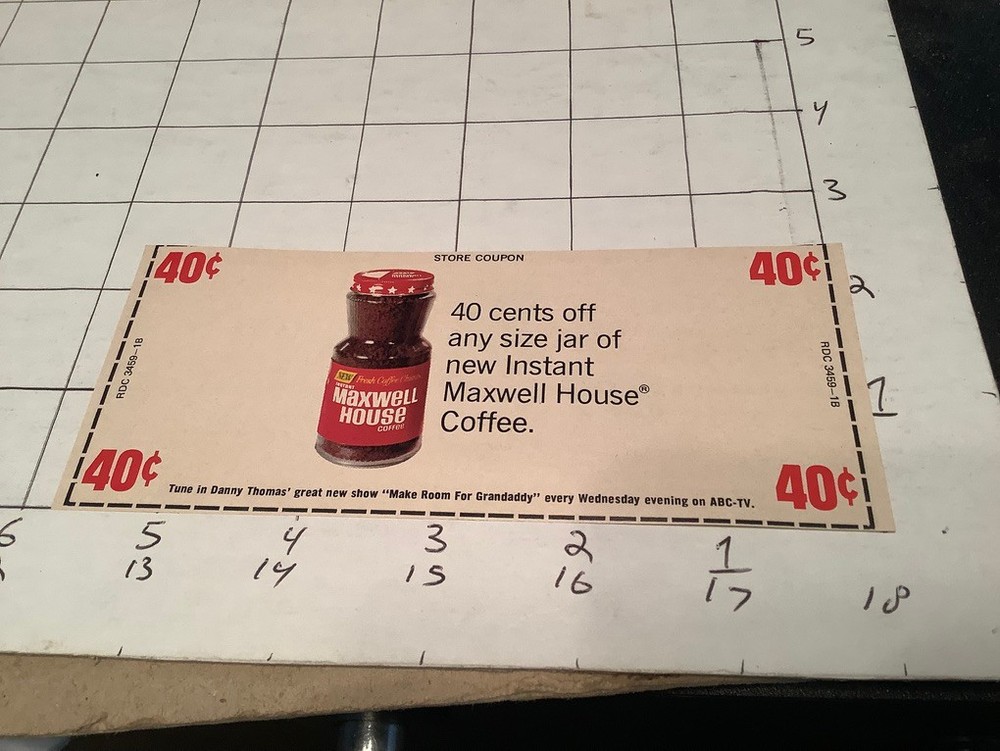 5
4
3
2
1
STORE COUPON
40¢
40¢
40 cents off
any size jar of
new Instant
Maxwell House®
Coffee.
RDC 3459-1B
RDC 3459-1B
NEW Fresh Coffee
INSTANT
MAXWELL
HOUSE
COFFEE
40¢
40¢
Tune in Danny Thomas' great new show "Make Room For Grandaddy" every Wednesday evening on ABC-TV.
6 5 4 3 2 1
13 14 15 16 17 18